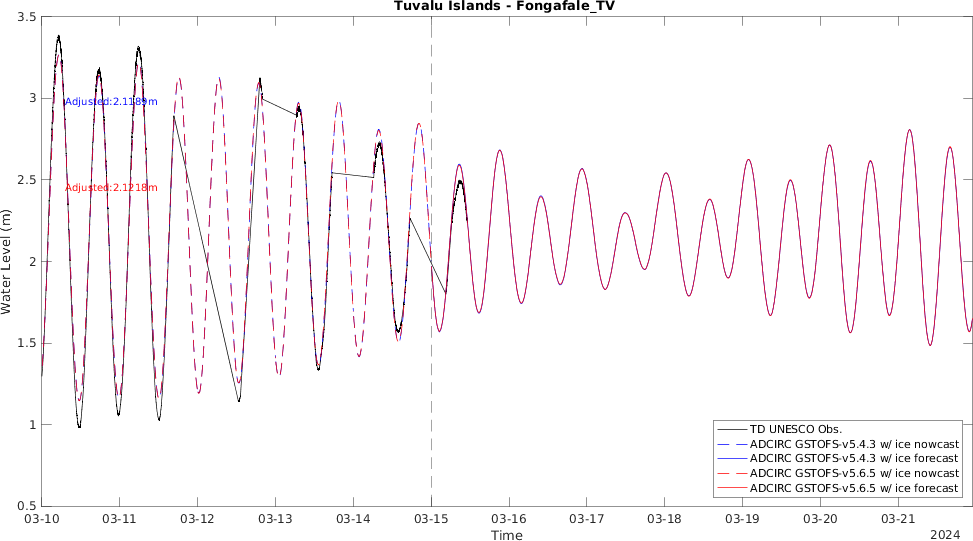 Tuvalu Islands - Fongafale_TV
3.5
3
2.5
2
1.5
1
0.5
Water Level (m)
Adjusted:2.1189m
Adjusted:2.1218m
TD UNESCO Obs.
ADCIRC GSTOFS-v5.4.3 w/ ice nowcast
ADCIRC GSTOFS-v5.4.3 w/ ice forecast
ADCIRC GSTOFS-v5.6.5 w/ ice nowcast
ADCIRC GSTOFS-v5.6.5 w/ ice forecast
03-10 03-11 03-12 03-13 03-14 03-15 03-16 03-17 03-18 03-19 03-20 03-21
Time
2024